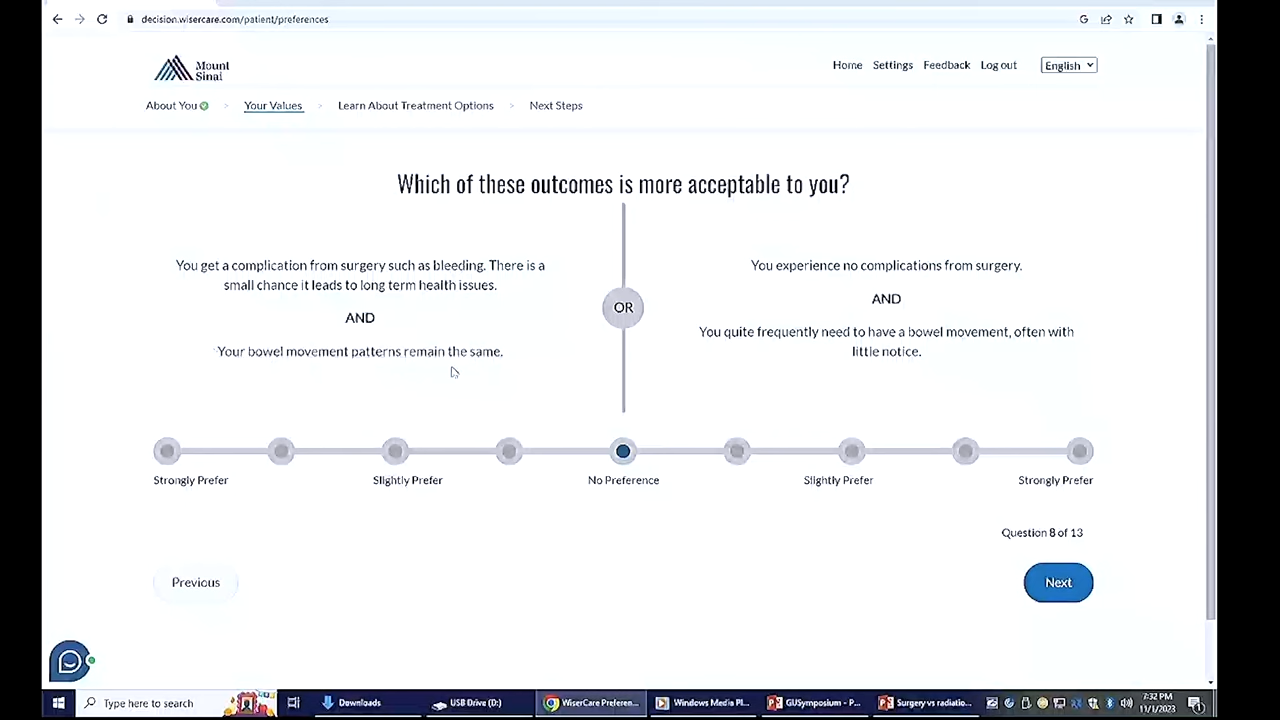 decision.wisercare.com/patient/preferences
G
Mount
Sinai
Home Settings Feedback Log out English
About You > Your Values > Learn About Treatment Options > Next Steps
Which of these outcomes is more acceptable to you?
You get a complication from surgery such as bleeding. There is a
small chance it leads to long term health issues.
AND
Your bowel movement patterns remain the same.
OR
You experience no complications from surgery.
AND
You quite frequently need to have a bowel movement, often with
little notice.
Strongly Prefer Slightly Prefer No Preference Slightly Prefer Strongly Prefer
Question 8 of 13
Previous Next
Type here to search Downloads USB Drive (D:) WiserCare Preferen... Windows Media Pl... GUSymposium - P... Surgery vs radiatio...
7:32 PM
11/1/2023